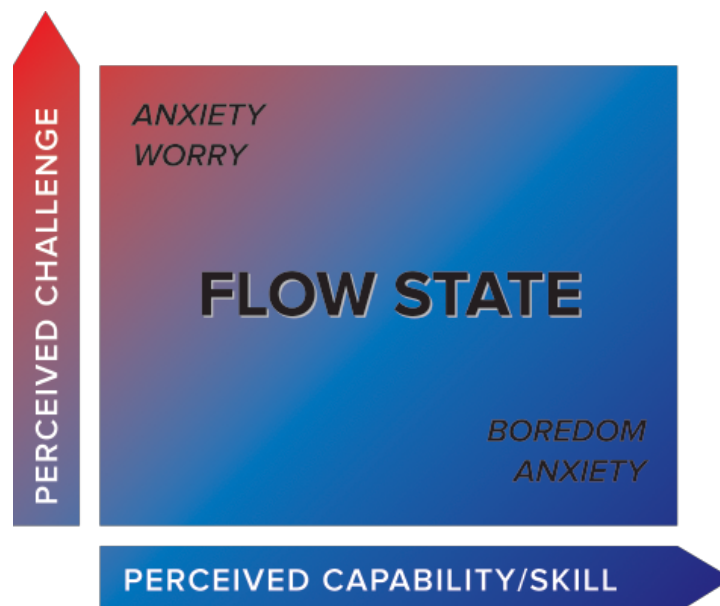 PERCEIVED CHALLENGE
ANXIETY
WORRY
FLOW STATE
BOREDOM
ANXIETY
PERCEIVED CAPABILITY/SKILL